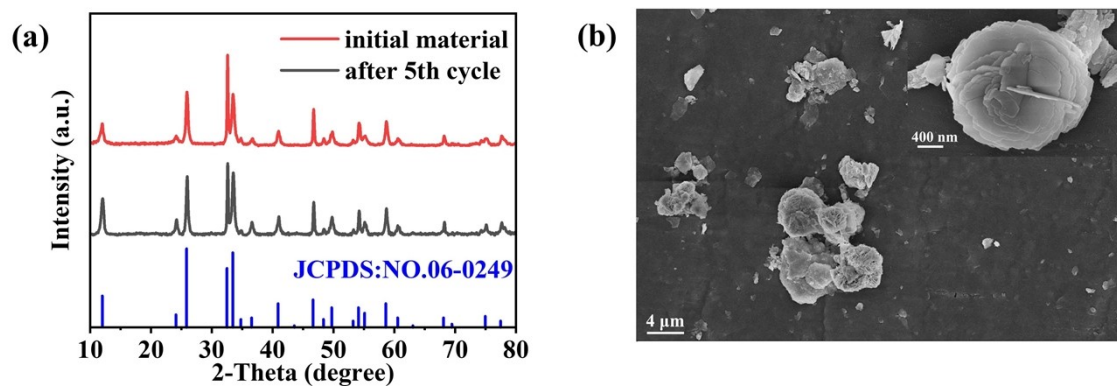 (a)
initial material
after 5th cycle
JCPDS:NO.06-0249
Intensity (a.u.)
10 20 30 40 50 60 70 80
2-Theta (degree)
(b)
400 nm
4 µm